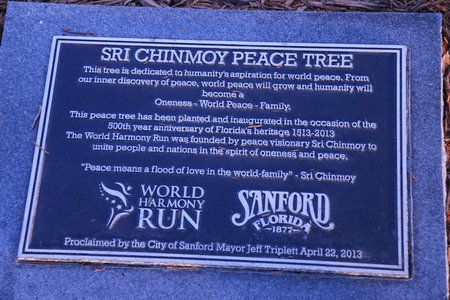 SRI CHINMOY PEACE TREE
This tree is dedicated to humanity's aspiration for world peace. From
our inner discovery of peace, world peace will grow and humanity will
become a
Oneness - World Peace - Family.
This peace tree has been planted and inaugurated in the occasion of the
500th year anniversary of Florida's heritage 1513-2013
The World Harmony Run was founded by peace visionary Sri Chinmoy to
unite people and nations in the spirit of oneness and peace.
"Peace means a flood of love in the world-family" - Sri Chinmoy
WORLD
HARMONY
RUN
SANFORD
FLORIDA
1877
Proclaimed by the City of Sanford Mayor Jeff Triplett April 22, 2013